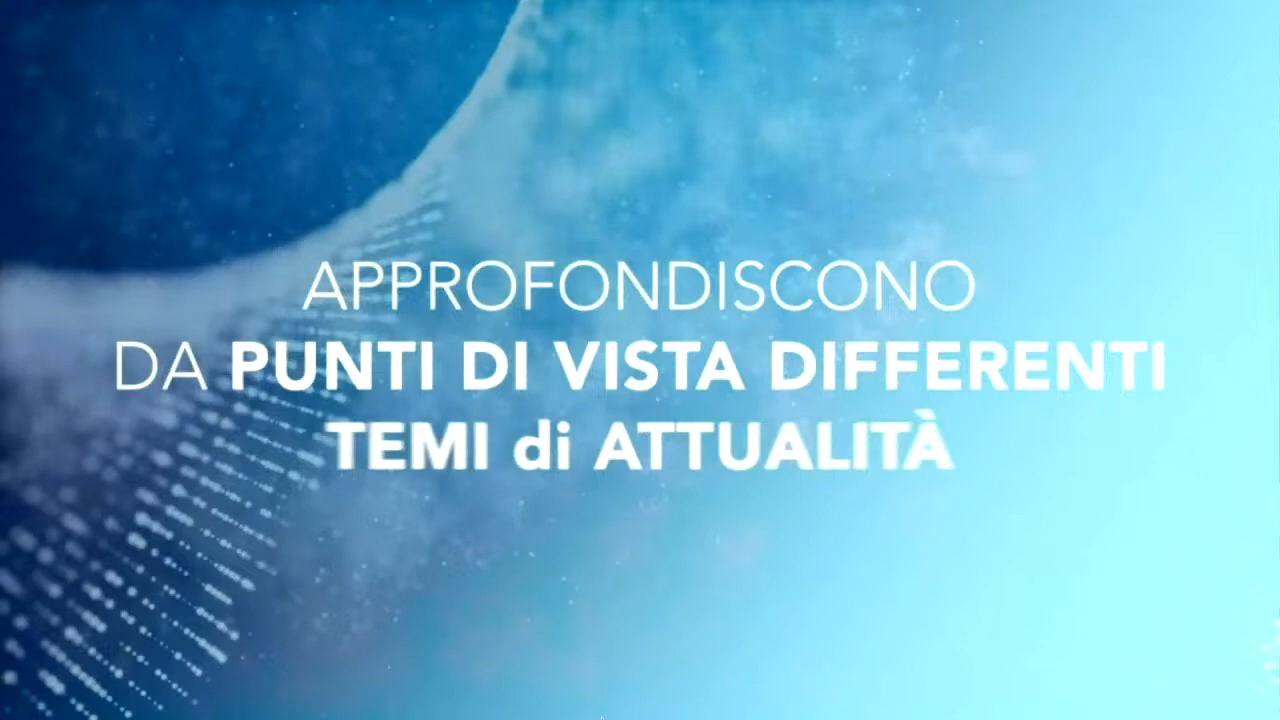 APPROFONDISCONO
DA PUNTI DI VISTA DIFFERENTI
TEMI di ATTUALITÀ